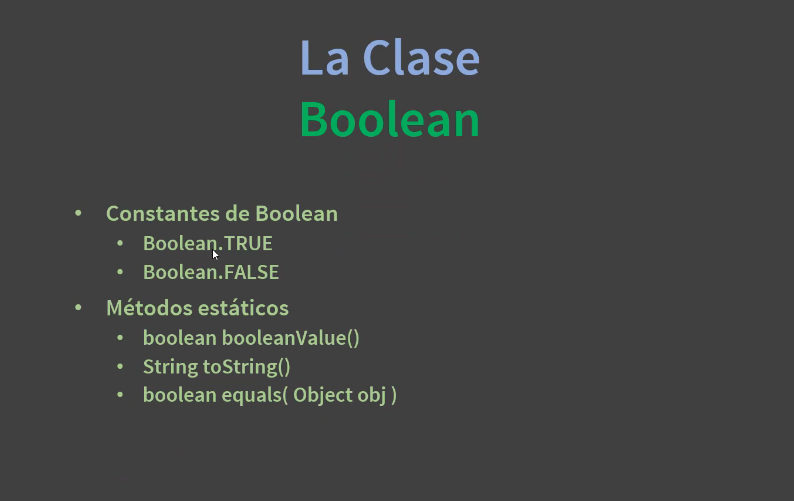 La Clase
Boolean
• Constantes de Boolean
• Boolean.TRUE
• Boolean.FALSE
• Métodos estáticos
• boolean booleanValue()
• String toString()
• boolean equals( Object obj )